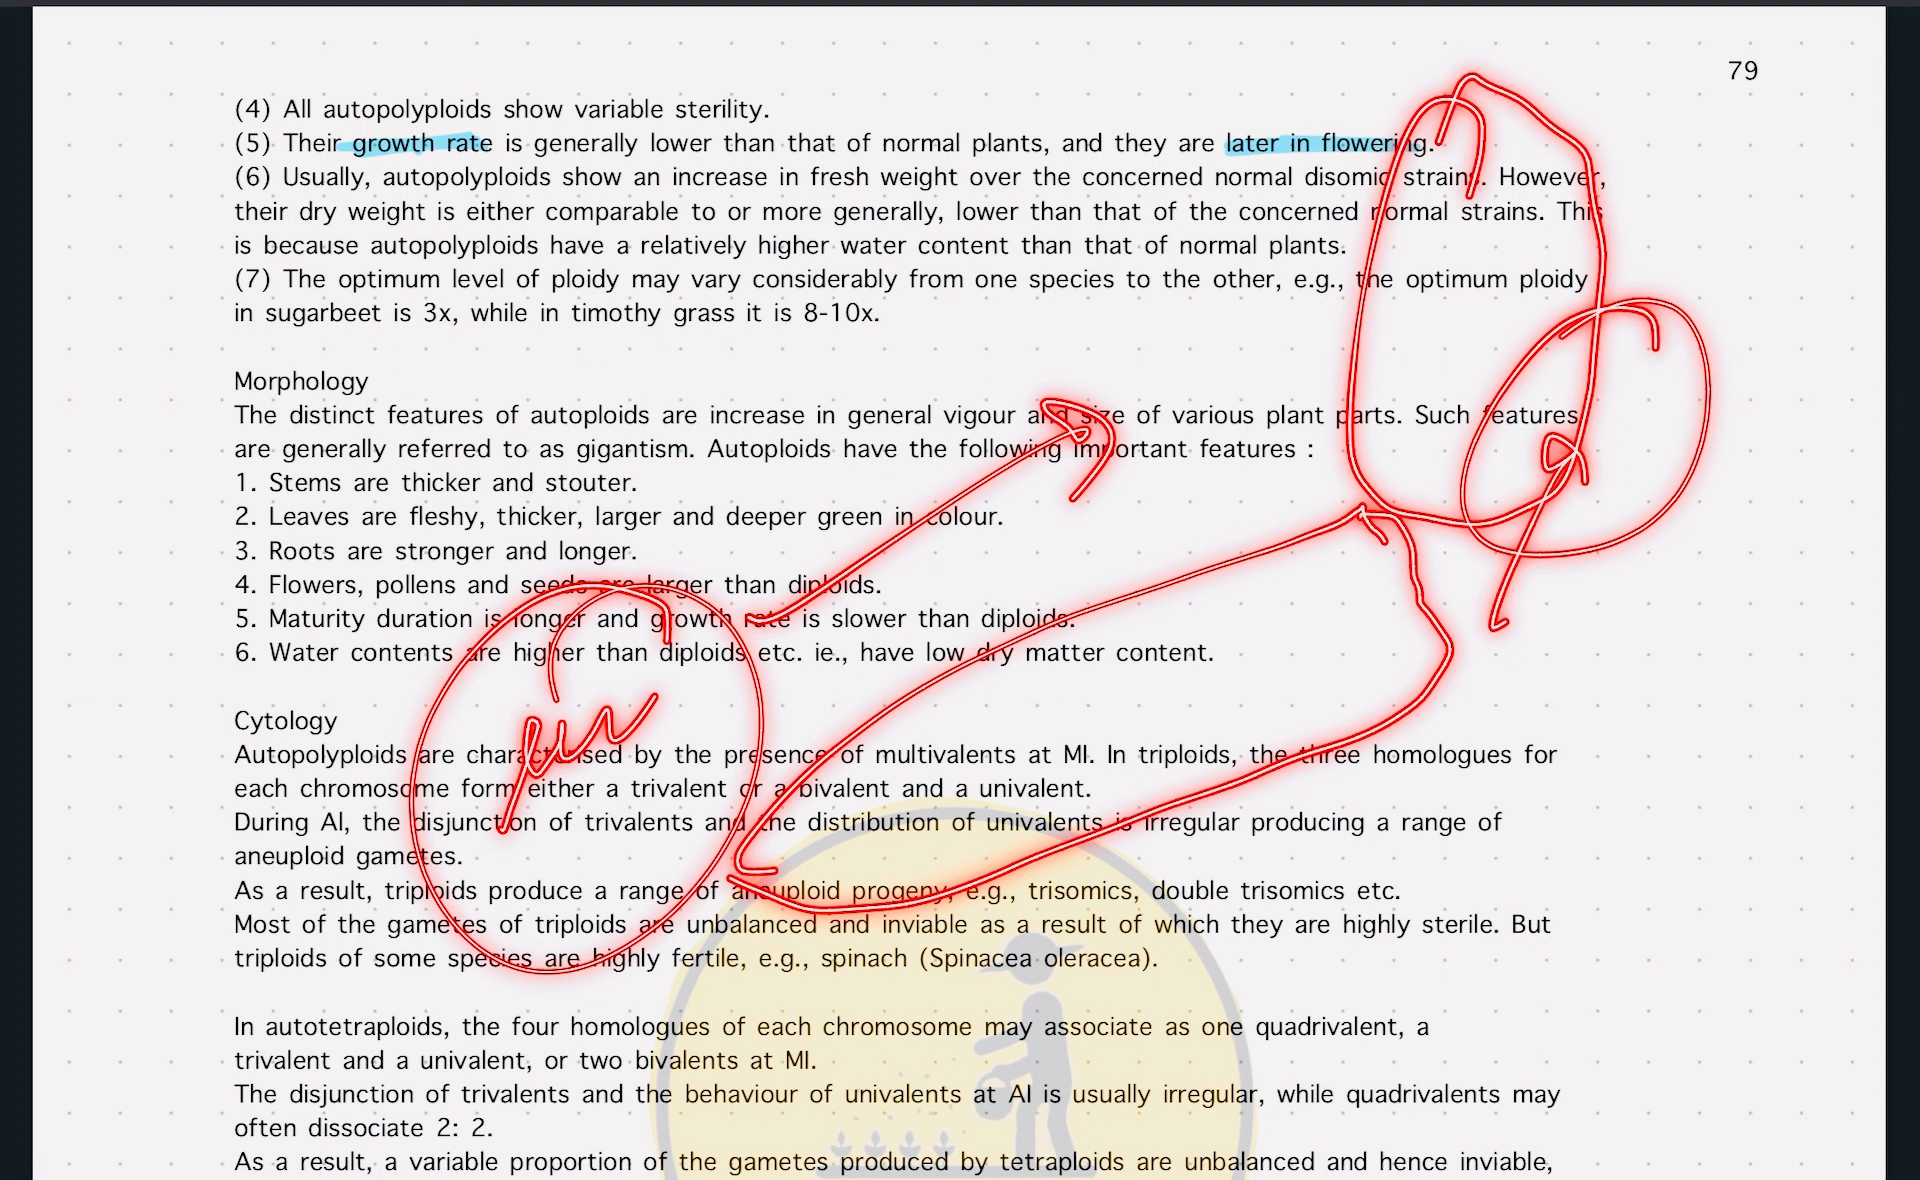 79
(4) All autopolyploids show variable sterility.
(5) Their growth rate is generally lower than that of normal plants, and they are later in flowering.
(6) Usually, autopolyploids show an increase in fresh weight over the concerned normal disomic strains. However,
their dry weight is either comparable to or more generally, lower than that of the concerned normal strains. This
is because autopolyploids have a relatively higher water content than that of normal plants.
(7) The optimum level of ploidy may vary considerably from one species to the other, e.g., the optimum ploidy
in sugarbeet is 3x, while in timothy grass it is 8-10x.
Morphology
The distinct features of autoploids are increase in general vigour and size of various plant parts. Such features
are generally referred to as gigantism. Autoploids have the following important features :
1. Stems are thicker and stouter.
2. Leaves are fleshy, thicker, larger and deeper green in colour.
3. Roots are stronger and longer.
4. Flowers, pollens and seeds are larger than diploids.
5. Maturity duration is longer and growth rate is slower than diploids.
6. Water contents are higher than diploids etc. ie., have low dry matter content.
Cytology
Autopolyploids are characterised by the presence of multivalents at MI. In triploids, the three homologues for
each chromosome form either a trivalent or a bivalent and a univalent.
During AI, the disjunction of trivalents and the distribution of univalents is irregular producing a range of
aneuploid gametes.
As a result, triploids produce a range of aneuploid progeny, e.g., trisomics, double trisomics etc.
Most of the gametes of triploids are unbalanced and inviable as a result of which they are highly sterile. But
triploids of some species are highly fertile, e.g., spinach (Spinacea oleracea).
In autotetraploids, the four homologues of each chromosome may associate as one quadrivalent, a
trivalent and a univalent, or two bivalents at MI.
The disjunction of trivalents and the behaviour of univalents at AI is usually irregular, while quadrivalents may
often dissociate 2: 2.
As a result, a variable proportion of the gametes produced by tetraploids are unbalanced and hence inviable,